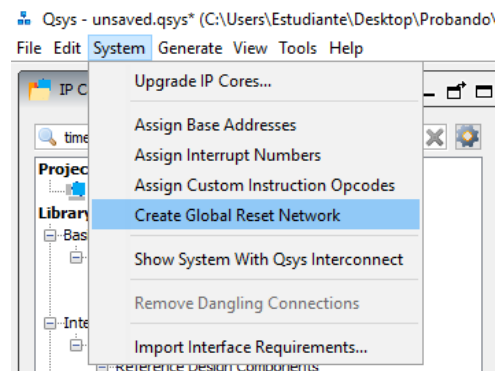 Qsys - unsaved.qsys* (C:\Users\Estudiante\Desktop\Probando\
File Edit System Generate View Tools Help
IP C
Upgrade IP Cores...
time
Assign Base Addresses
Assign Interrupt Numbers
Projec
Assign Custom Instruction Opcodes
Library
Create Global Reset Network
Bas
Show System With Qsys Interconnect
Remove Dangling Connections
Inte
Import Interface Requirements...
Reference Design Components